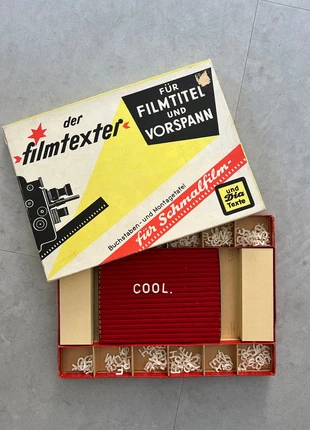 der
filmtexter
FÜR
FILMTITEL
UND
VORSPANN
Buchstaben- und Montagetafel
für Schmalfilm-
und
Dia
Texte
COOL.